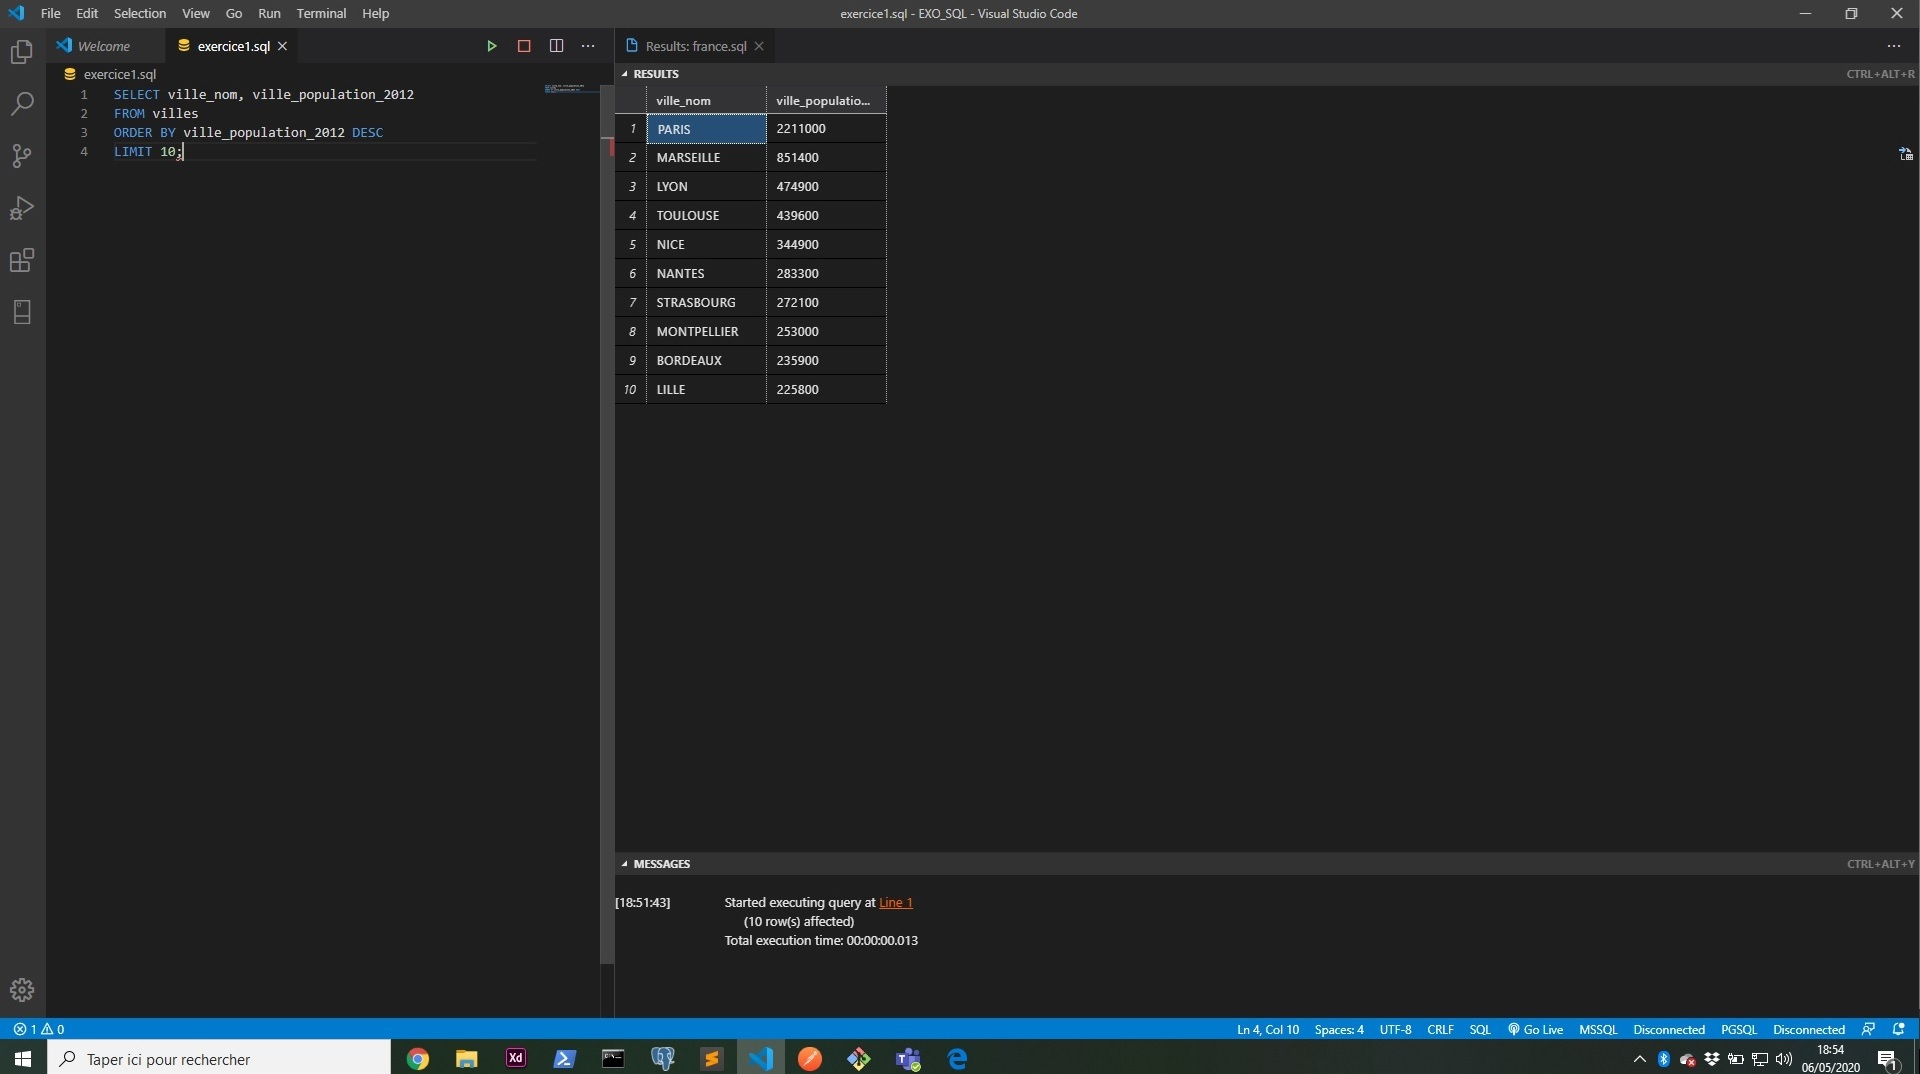 File Edit Selection View Go Run Terminal Help
exercice1.sql - EXO_SQL - Visual Studio Code
Welcome
exercice1.sql
Results: france.sql
exercice1.sql
1 SELECT ville_nom, ville_population_2012
2 FROM villes
3 ORDER BY ville_population_2012 DESC
4 LIMIT 10;
RESULTS
CTRL+ALT+R
ville_nom ville_populatio...
1 PARIS 2211000
2 MARSEILLE 851400
3 LYON 474900
4 TOULOUSE 439600
5 NICE 344900
6 NANTES 283300
7 STRASBOURG 272100
8 MONTPELLIER 253000
9 BORDEAUX 235900
10 LILLE 225800
MESSAGES
CTRL+ALT+Y
[18:51:43] Started executing query at Line 1
(10 row(s) affected)
Total execution time: 00:00:00.013
1 0
Ln 4, Col 10 Spaces: 4 UTF-8 CRLF SQL Go Live MSSQL Disconnected PGSQL Disconnected
Taper ici pour rechercher
Xd
18:54
06/05/2020
1